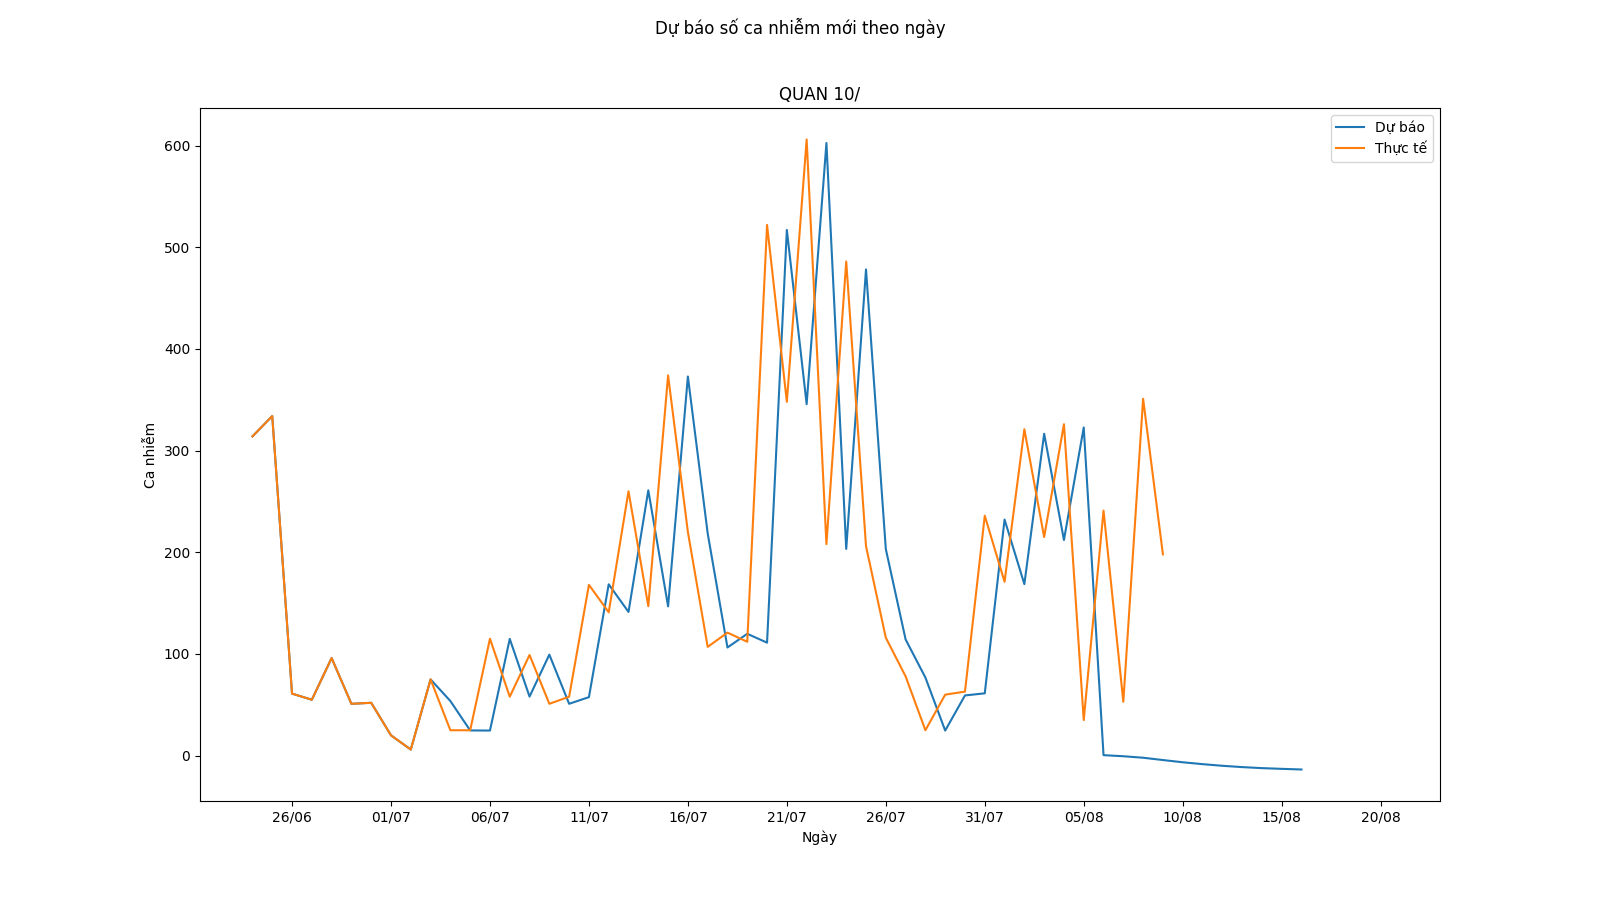 Dự báo số ca nhiễm mới theo ngày
QUAN 10/
Dự báo
Thực tế
600
500
400
300
200
100
0
Ca nhiễm
26/06 01/07 06/07 11/07 16/07 21/07 26/07 31/07 05/08 10/08 15/08 20/08
Ngày